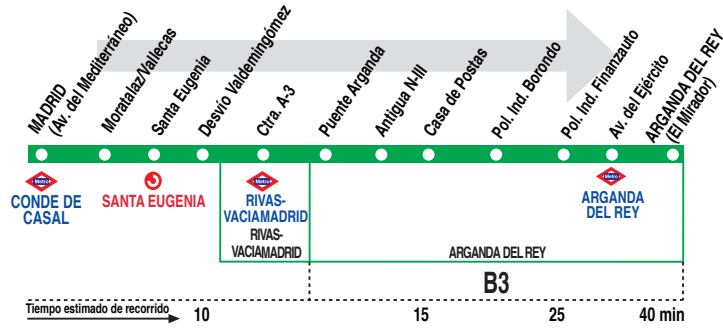 MADRID
(Av. del Mediterráneo)
Moratalaz/Vallecas
Santa Eugenia
Desvío Valdemingómez
Ctra. A-3
Puente Arganda
Antigua N-III
Casa de Postas
Pol. Ind. Borondo
Pol. Ind. Finanzauto
Av. del Ejército
ARGANDA DEL REY
(El Mirador)
Metro
CONDE DE
CASAL
SANTA EUGENIA
Metro
RIVAS-
VACIAMADRID
RIVAS-
VACIAMADRID
Metro
ARGANDA
DEL REY
ARGANDA DEL REY
B3
Tiempo estimado de recorrido 10 15 25 40 min